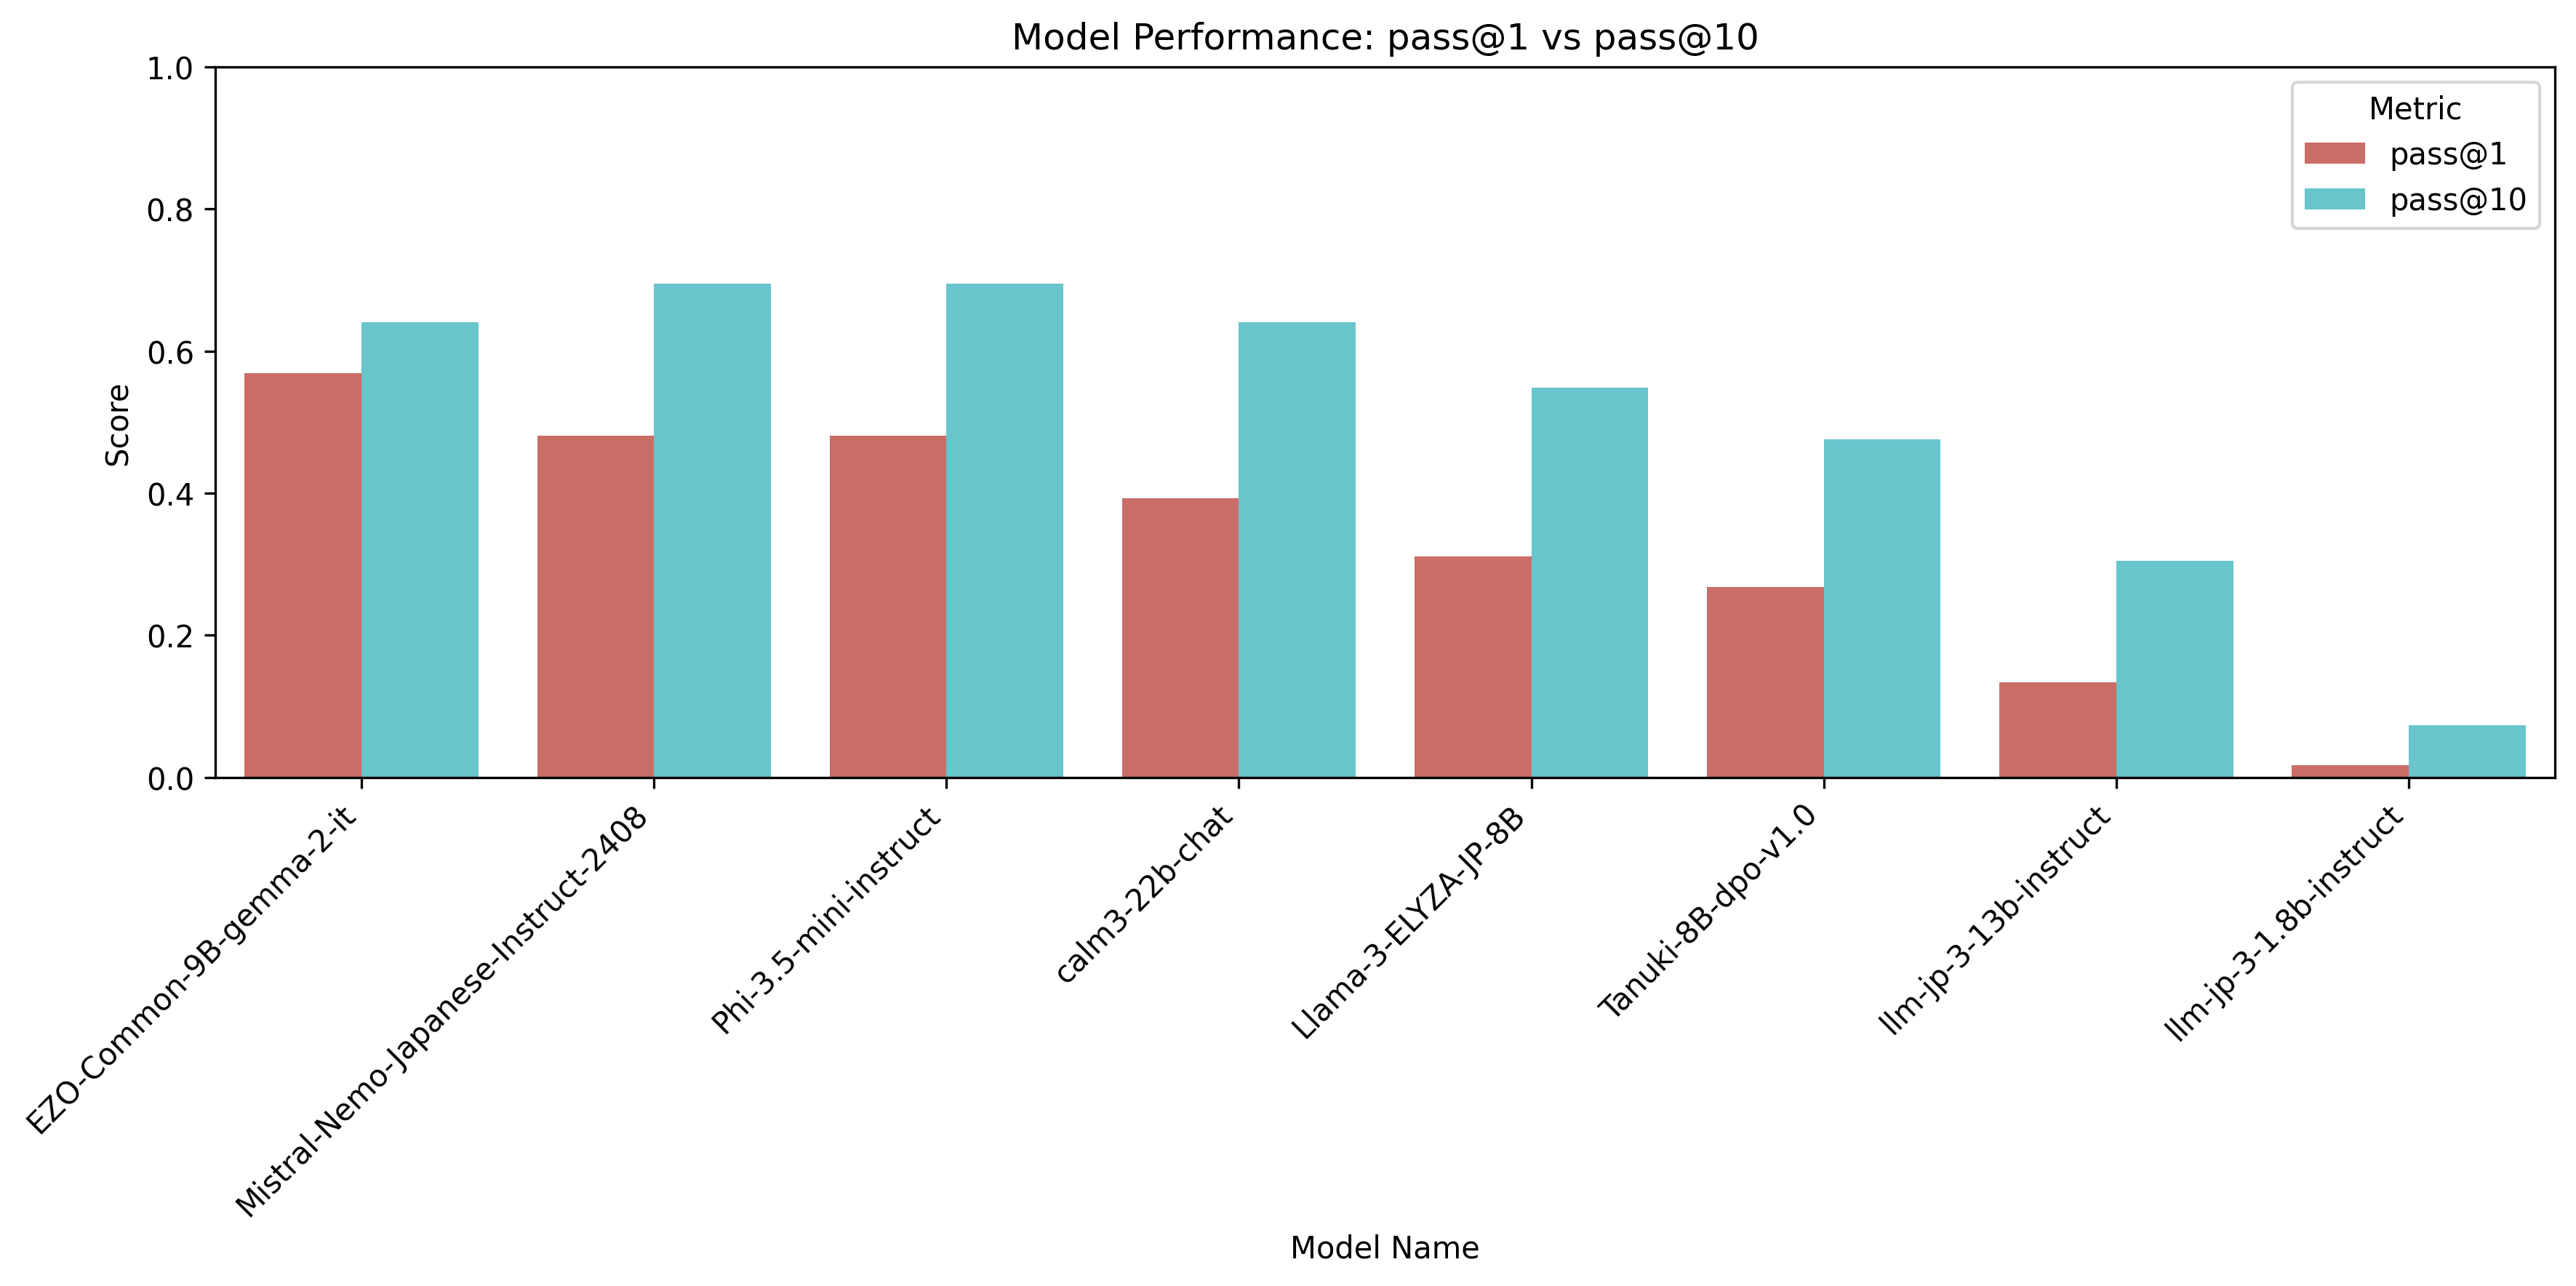 Model Performance: pass@1 vs pass@10
Metric
pass@1
pass@10
Score
1.0
0.8
0.6
0.4
0.2
0.0
EZO-Common-9B-gemma-2-it
Mistral-Nemo-Japanese-Instruct-2408
Phi-3.5-mini-instruct
calm3-22b-chat
Llama-3-ELYZA-JP-8B
Tanuki-8B-dpo-v1.0
llm-jp-3-13b-instruct
llm-jp-3-1.8b-instruct
Model Name